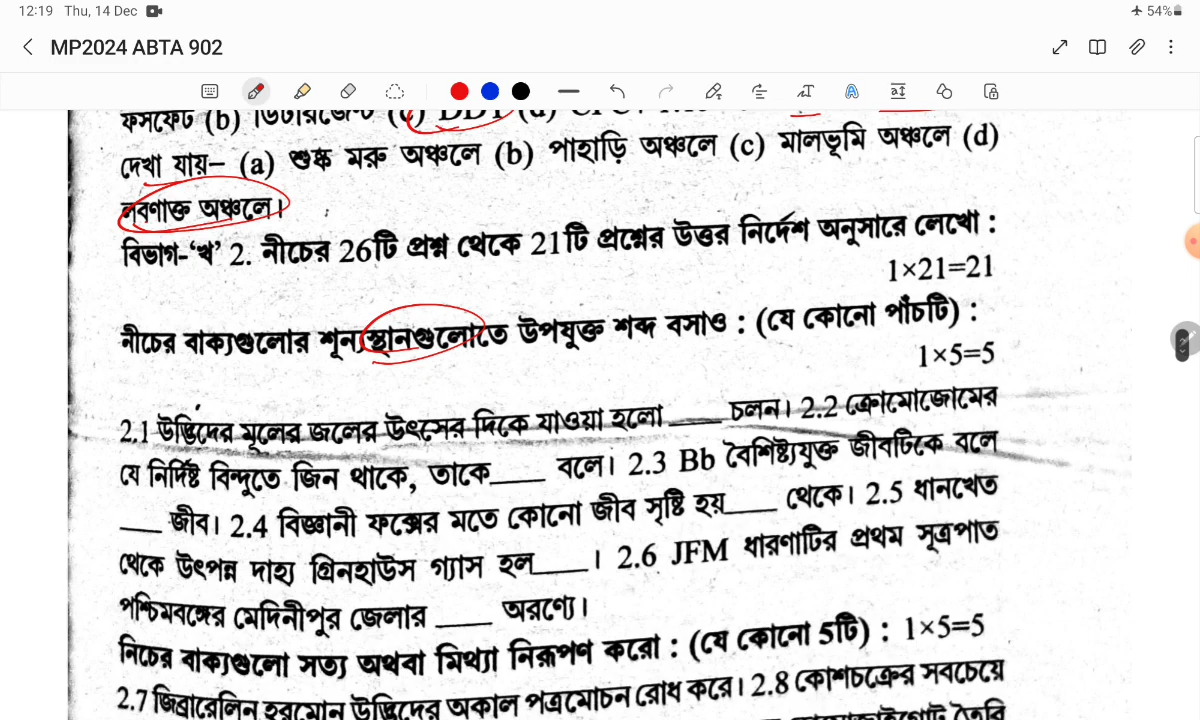 12:19 Thu, 14 Dec 54%
MP2024 ABTA 902
ফসফেট (b) ডিটারজেন্ট (c) DDT (d)
দেখা যায়– (a) শুষ্ক মরু অঞ্চলে (b) পাহাড়ি অঞ্চলে (c) মালভূমি অঞ্চলে (d)
লবণাক্ত অঞ্চলে।
বিভাগ-‘খ’ 2. নীচের 26টি প্রশ্ন থেকে 21টি প্রশ্নের উত্তর নির্দেশ অনুসারে লেখো :
1×21=21
নীচের বাক্যগুলোর শূন্যস্থানগুলোতে উপযুক্ত শব্দ বসাও : (যে কোনো পাঁচটি) :
1×5=5
2.1 উদ্ভিদের মূলের জলের উৎসের দিকে যাওয়া হলো ____ চলন। 2.2 ক্রোমোজোমের
যে নির্দিষ্ট বিন্দুতে জিন থাকে, তাকে____ বলে। 2.3 Bb বৈশিষ্ট্যযুক্ত জীবটিকে বলে
___ জীব। 2.4 বিজ্ঞানী ফক্সের মতে কোনো জীব সৃষ্টি হয়____ থেকে। 2.5 ধানখেত
থেকে উৎপন্ন দাহ্য গ্রিনহাউস গ্যাস হল____। 2.6 JFM ধারণাটির প্রথম সূত্রপাত
পশ্চিমবঙ্গের মেদিনীপুর জেলার ____ অরণ্যে।
নিচের বাক্যগুলো সত্য অথবা মিথ্যা নিরূপণ করো : (যে কোনো 5টি) : 1×5=5
2.7 জিব্বারেলিন হরমোন উদ্ভিদের অকাল পত্রমোচন রোধ করে। 2.8 কোশচক্রের সবচেয়ে